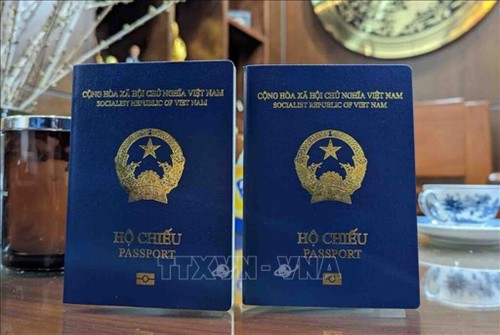 CỘNG HÒA XÃ HỘI CHỦ NGHĨA VIỆT NAM
SOCIALIST REPUBLIC OF VIET NAM
HỘ CHIẾU
PASSPORT
CỘNG HÒA XÃ HỘI CHỦ NGHĨA VIỆT NAM
SOCIALIST REPUBLIC OF VIET NAM
HỘ CHIẾU
PASSPORT
TTXVN - VNA